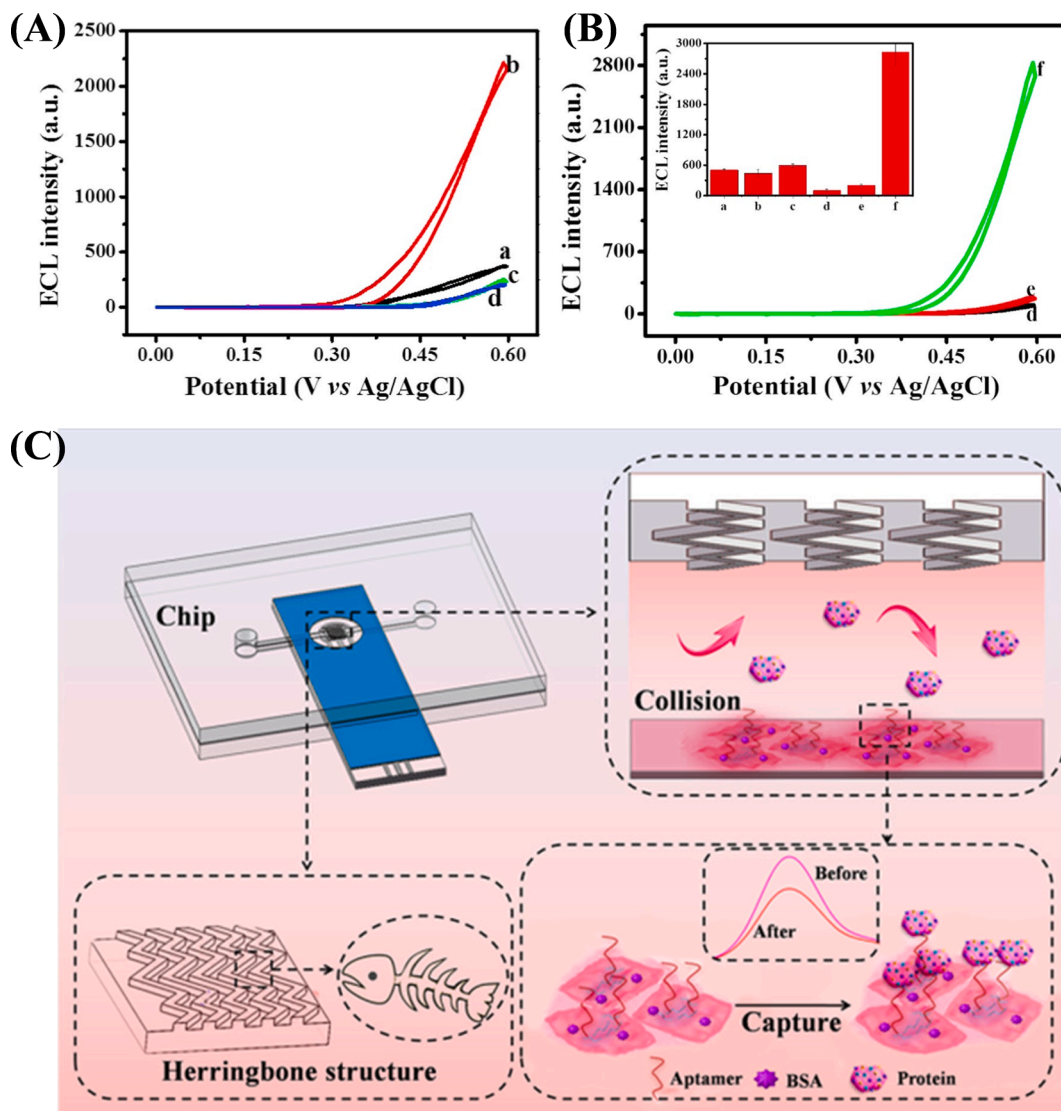 (A)
2500
2000
1500
1000
500
0
ECL intensity (a.u.)
b
a
c
d
0.00 0.15 0.30 0.45 0.60
Potential (V vs Ag/AgCl)
(B)
2800
2100
1400
700
0
ECL intensity (a.u.)
3000
2400
1800
1200
600
0
ECL intensity (a.u.)
a b c d e f
f
e
d
0.00 0.15 0.30 0.45 0.60
Potential (V vs Ag/AgCl)
(C)
Chip
Collision
Herringbone structure
Before
After
Capture
Aptamer BSA Protein